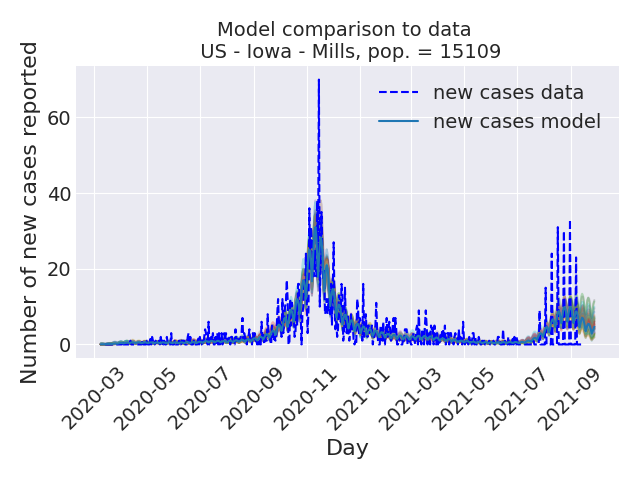 Model comparison to data
US - Iowa - Mills, pop. = 15109
new cases data
new cases model
Number of new cases reported
60
40
20
0
2020-03
2020-05
2020-07
2020-09
2020-11
2021-01
2021-03
2021-05
2021-07
2021-09
Day